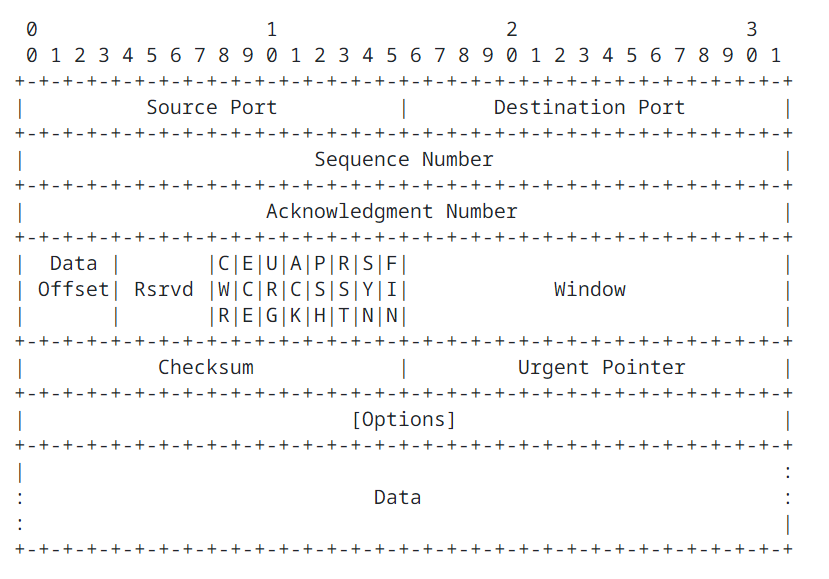 0                   1                   2                   3
 0 1 2 3 4 5 6 7 8 9 0 1 2 3 4 5 6 7 8 9 0 1 2 3 4 5 6 7 8 9 0 1
+-+-+-+-+-+-+-+-+-+-+-+-+-+-+-+-+-+-+-+-+-+-+-+-+-+-+-+-+-+-+-+-+
|          Source Port          |       Destination Port        |
+-+-+-+-+-+-+-+-+-+-+-+-+-+-+-+-+-+-+-+-+-+-+-+-+-+-+-+-+-+-+-+-+
|                        Sequence Number                        |
+-+-+-+-+-+-+-+-+-+-+-+-+-+-+-+-+-+-+-+-+-+-+-+-+-+-+-+-+-+-+-+-+
|                    Acknowledgment Number                      |
+-+-+-+-+-+-+-+-+-+-+-+-+-+-+-+-+-+-+-+-+-+-+-+-+-+-+-+-+-+-+-+-+
|  Data |       |C|E|U|A|P|R|S|F|                               |
| Offset| Rsrvd |W|C|R|C|S|S|Y|I|            Window             |
|       |       |R|E|G|K|H|T|N|N|                               |
+-+-+-+-+-+-+-+-+-+-+-+-+-+-+-+-+-+-+-+-+-+-+-+-+-+-+-+-+-+-+-+-+
|           Checksum            |         Urgent Pointer        |
+-+-+-+-+-+-+-+-+-+-+-+-+-+-+-+-+-+-+-+-+-+-+-+-+-+-+-+-+-+-+-+-+
|                           [Options]                           |
+-+-+-+-+-+-+-+-+-+-+-+-+-+-+-+-+-+-+-+-+-+-+-+-+-+-+-+-+-+-+-+-+
|                                                               :
:                             Data                              :
:                                                               |
+-+-+-+-+-+-+-+-+-+-+-+-+-+-+-+-+-+-+-+-+-+-+-+-+-+-+-+-+-+-+-+-+